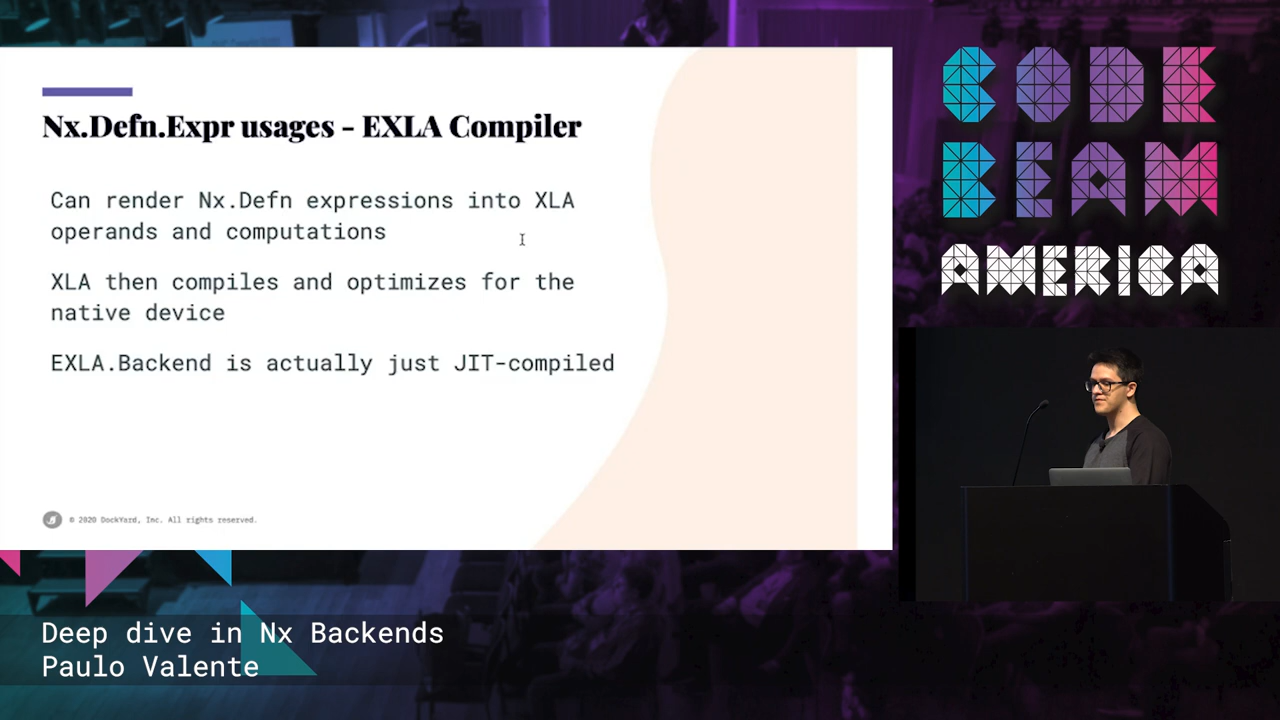 Nx.Defn.Expr usages - EXLA Compiler
Can render Nx.Defn expressions into XLA
operands and computations
XLA then compiles and optimizes for the
native device
EXLA.Backend is actually just JIT-compiled
© 2020 DockYard, Inc. All rights reserved.
CODE
BEAM
AMERICA
Deep dive in Nx Backends
Paulo Valente